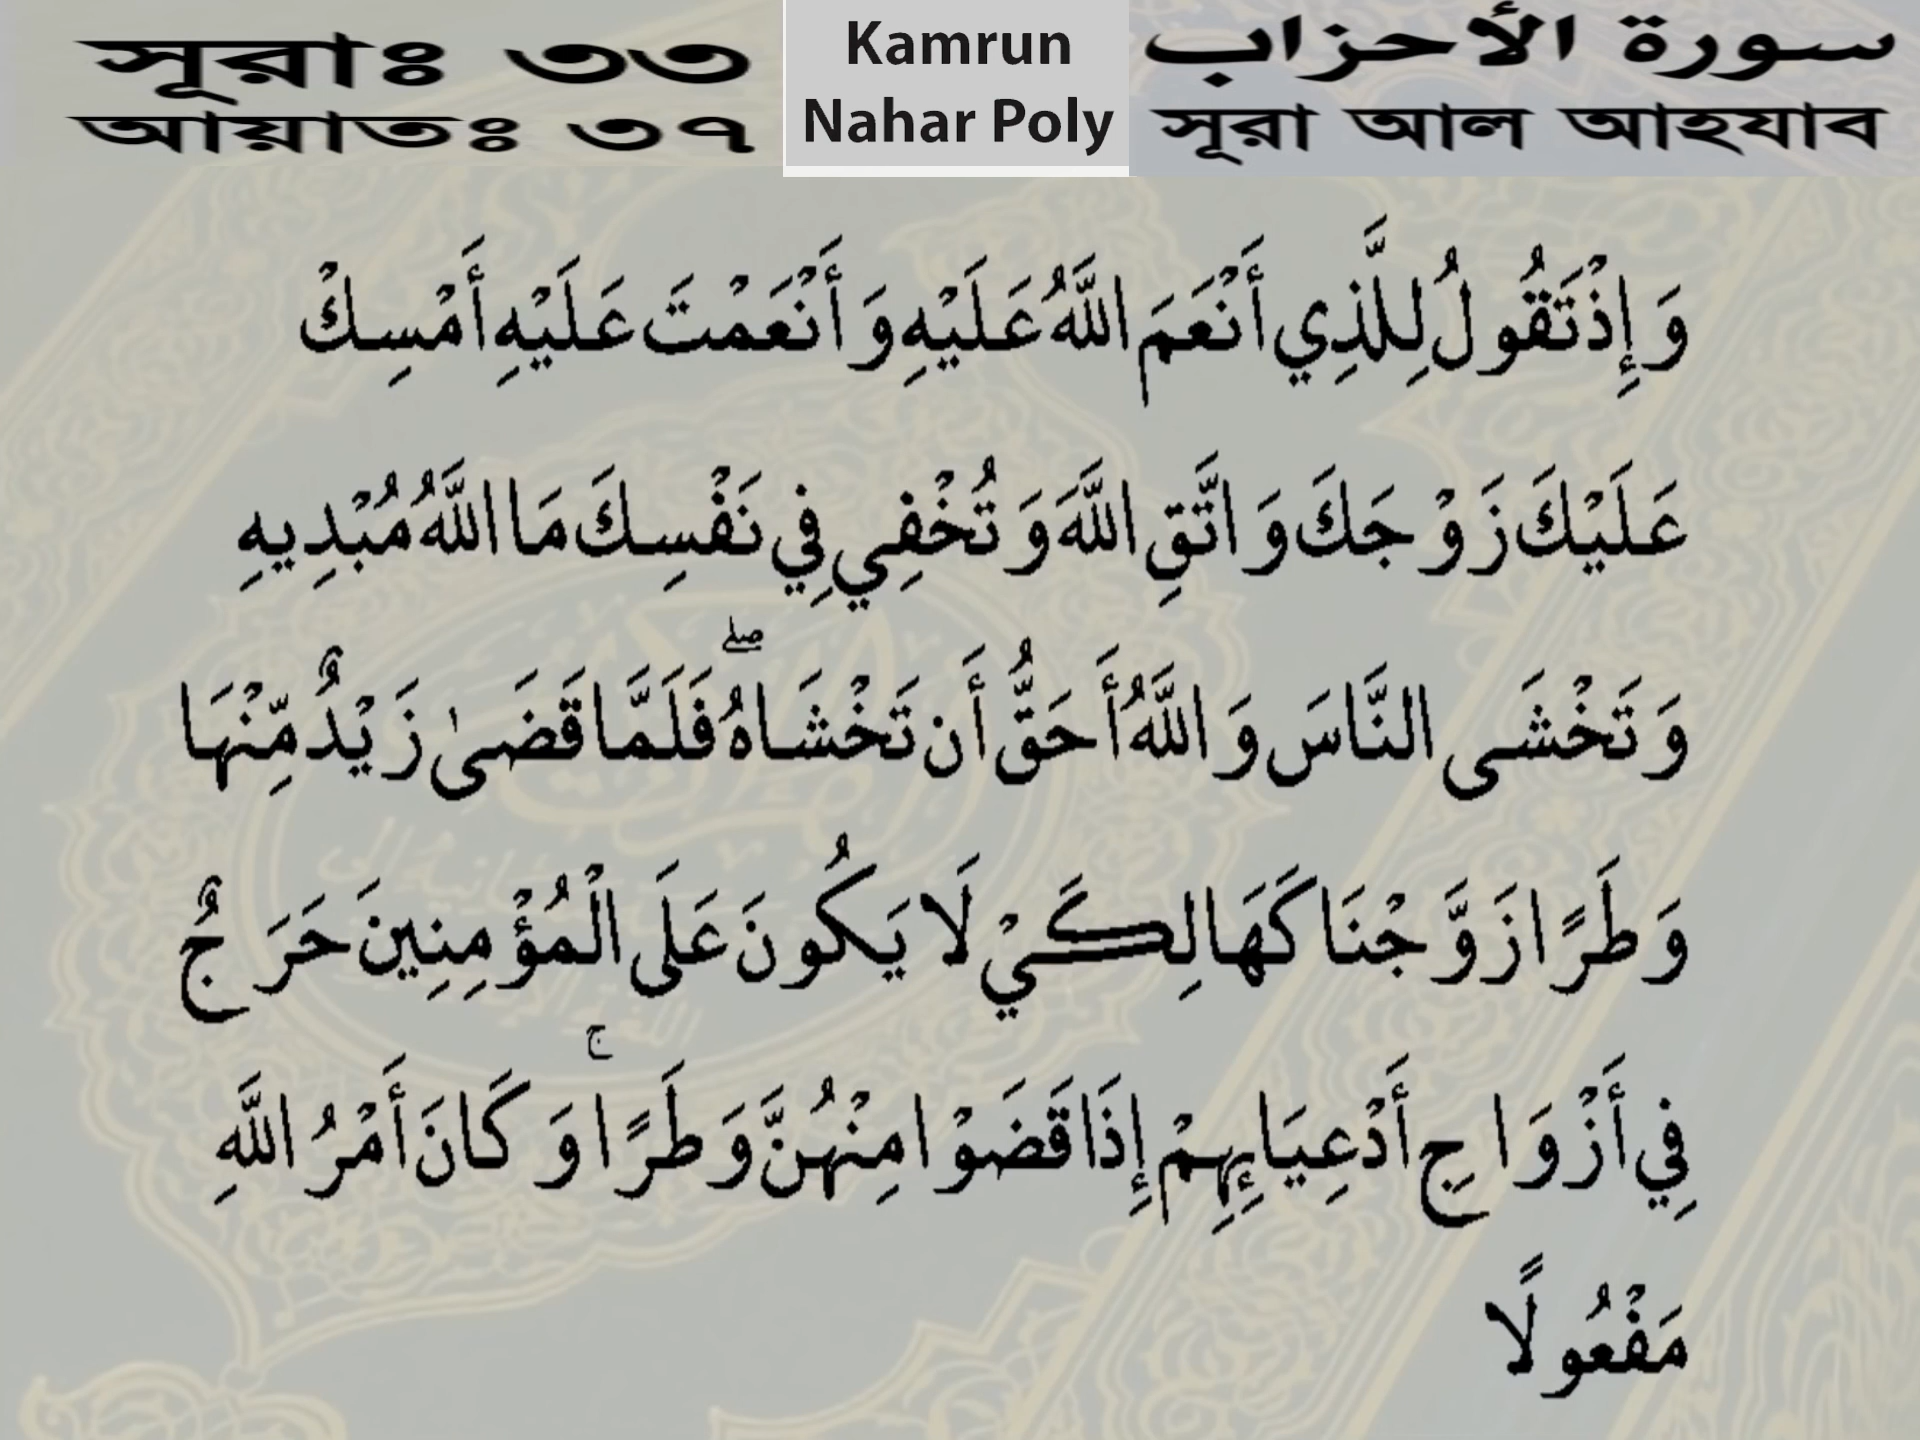 সূরাঃ ৩৩
আয়াতঃ ৩৭
Kamrun
Nahar Poly
سورة الأحزاب
সূরা আল আহযাব
وَإِذْ تَقُولُ لِلَّذِي أَنْعَمَ اللَّهُ عَلَيْهِ وَأَنْعَمْتَ عَلَيْهِ أَمْسِكْ
عَلَيْكَ زَوْجَكَ وَاتَّقِ اللَّهَ وَتُخْفِي فِي نَفْسِكَ مَا اللَّهُ مُبْدِيهِ
وَتَخْشَى النَّاسَ وَاللَّهُ أَحَقُّ أَن تَخْشَاهُ ۖ فَلَمَّا قَضَىٰ زَيْدٌ مِّنْهَا
وَطَرًا زَوَّجْنَاكَهَا لِكَيْ لَا يَكُونَ عَلَى الْمُؤْمِنِينَ حَرَجٌ
فِي أَزْوَاجِ أَدْعِيَائِهِمْ إِذَا قَضَوْا مِنْهُنَّ وَطَرًا ۚ وَكَانَ أَمْرُ اللَّهِ
مَفْعُولًا